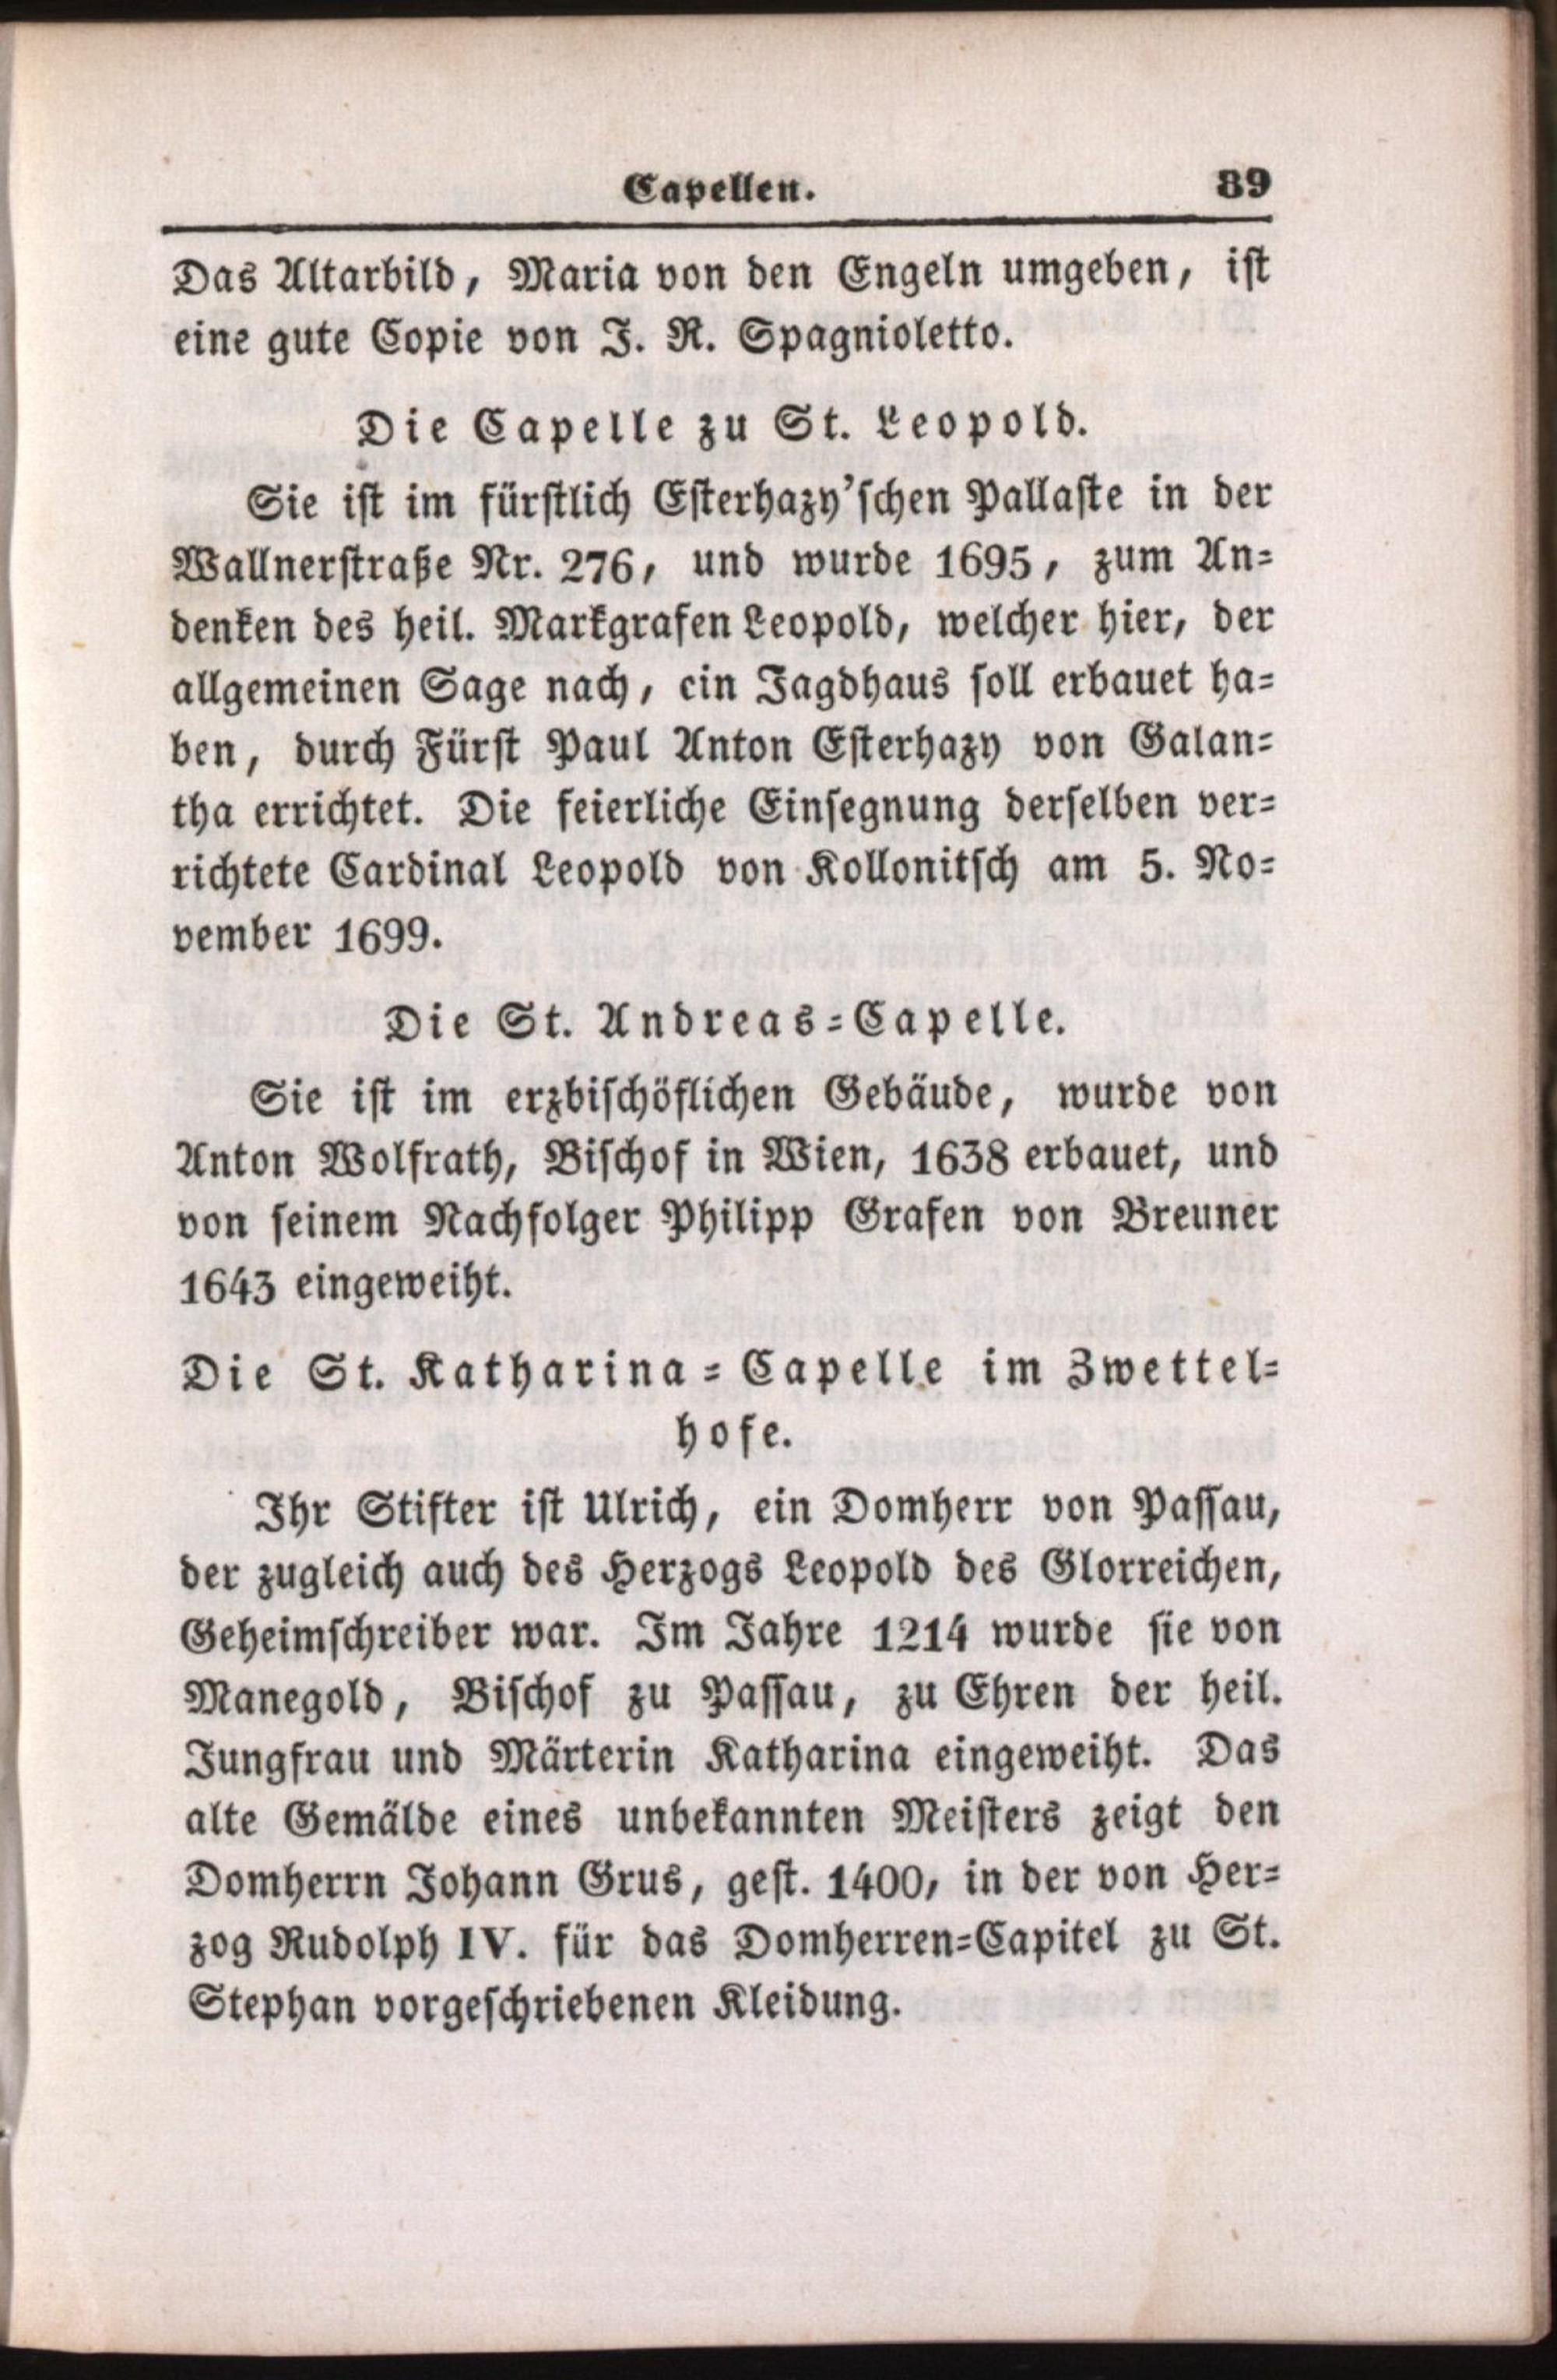 Capellen. 89
Das Altarbild, Maria von den Engeln umgeben, ist
eine gute Copie von J. R. Spagnioletto.
Die Capelle zu St. Leopold.
Sie ist im fürstlich Esterhazy'schen Pallaste in der
Wallnerstraße Nr. 276, und wurde 1695, zum An=
denken des heil. Markgrafen Leopold, welcher hier, der
allgemeinen Sage nach, ein Jagdhaus soll erbauet ha=
ben, durch Fürst Paul Anton Esterhazy von Galan=
tha errichtet. Die feierliche Einsegnung derselben ver=
richtete Cardinal Leopold von Kollonitsch am 5. No=
vember 1699.
Die St. Andreas=Capelle.
Sie ist im erzbischöflichen Gebäude, wurde von
Anton Wolfrath, Bischof in Wien, 1638 erbauet, und
von seinem Nachfolger Philipp Grafen von Breuner
1643 eingeweiht.
Die St. Katharina=Capelle im Zwettel=
hofe.
Ihr Stifter ist Ulrich, ein Domherr von Passau,
der zugleich auch des Herzogs Leopold des Glorreichen,
Geheimschreiber war. Im Jahre 1214 wurde sie von
Manegold, Bischof zu Passau, zu Ehren der heil.
Jungfrau und Märterin Katharina eingeweiht. Das
alte Gemälde eines unbekannten Meisters zeigt den
Domherrn Johann Grus, gest. 1400, in der von Her=
zog Rudolph IV. für das Domherren=Capitel zu St.
Stephan vorgeschriebenen Kleidung.